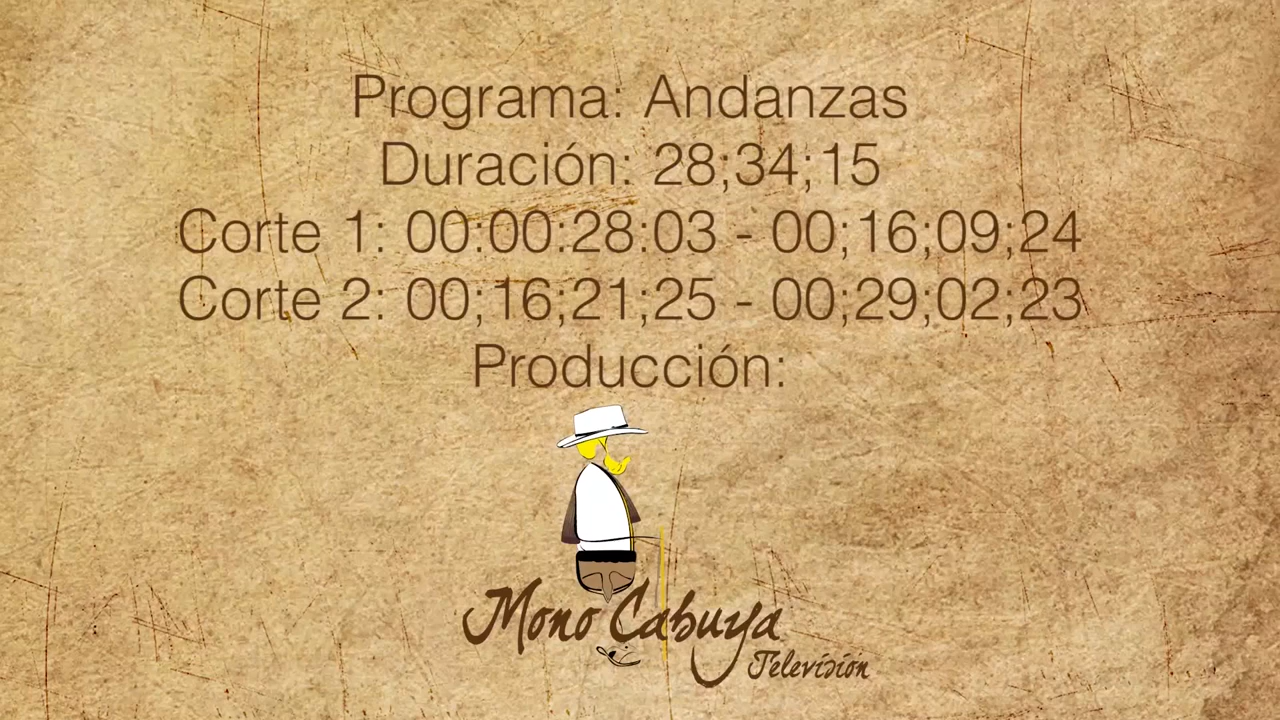 Programa: Andanzas
Duración: 28;34;15
Corte 1: 00:00:28:03 - 00;16;09;24
Corte 2: 00;16;21;25 - 00;29;02;23
Producción:
Mono Cabuya
Televisión